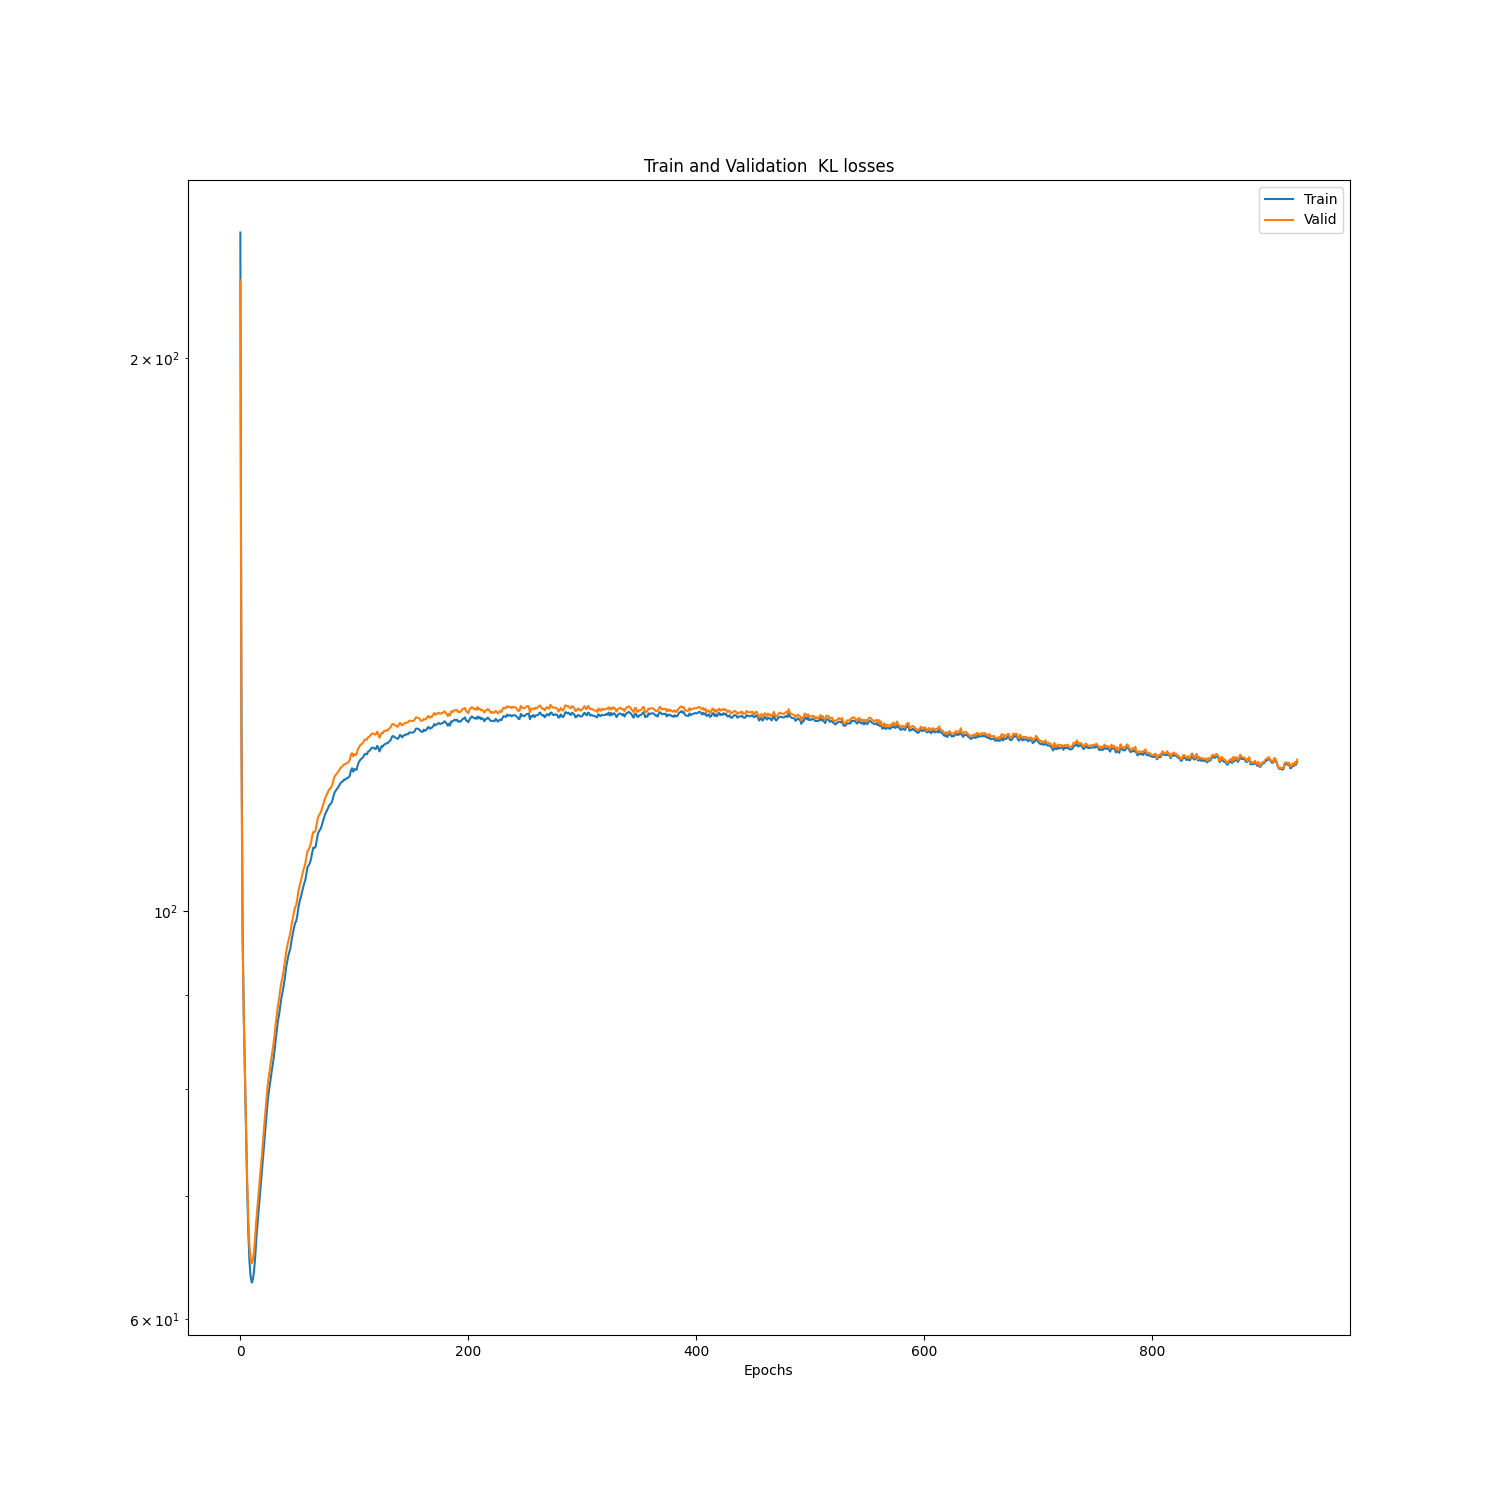 Train and Validation  KL losses
Train
Valid
2 × 10²
10²
6 × 10¹
0 200 400 600 800
Epochs